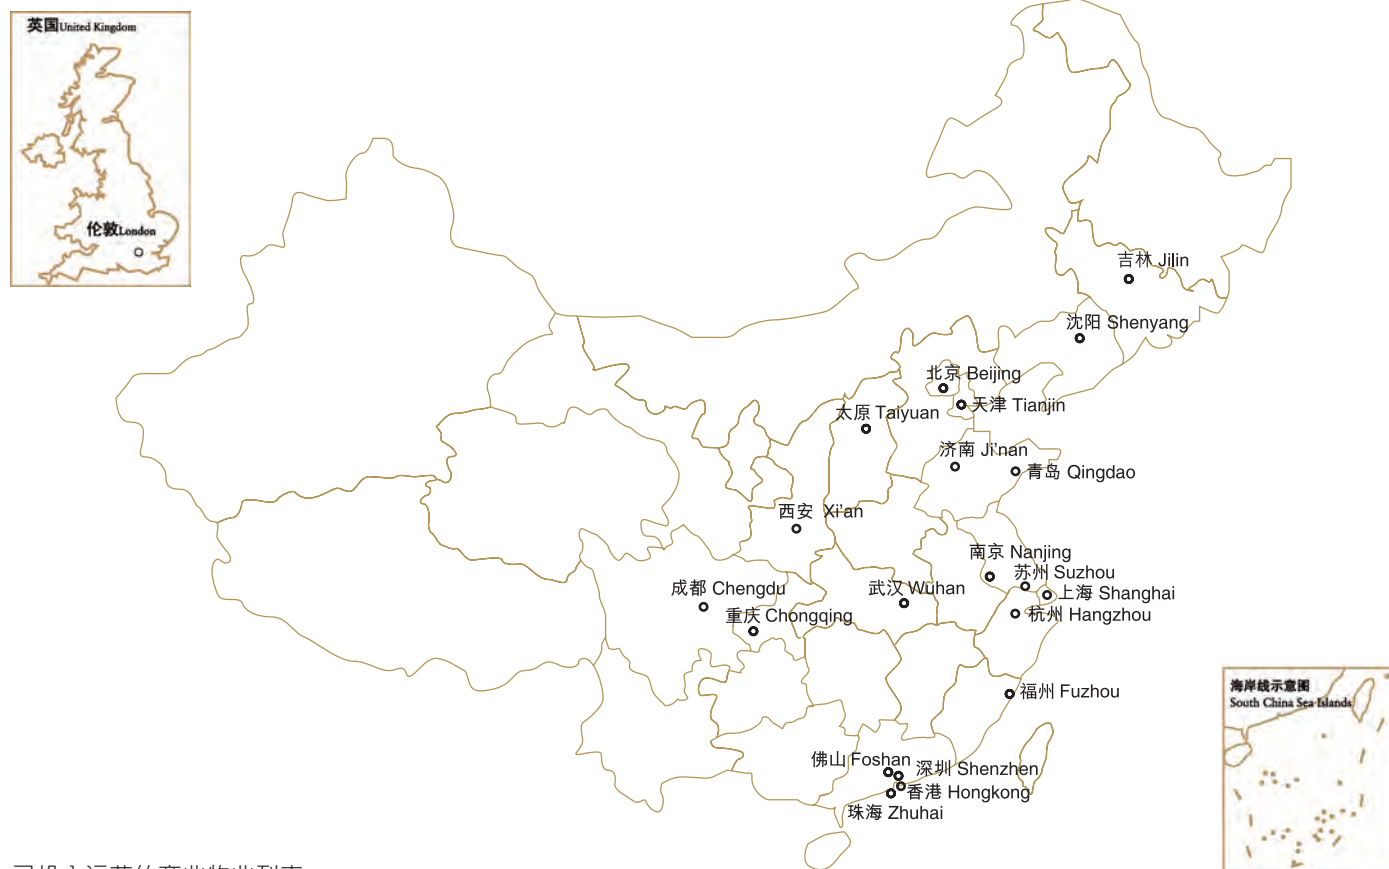 英国United Kingdom
伦敦London
吉林 Jilin
沈阳 Shenyang
北京 Beijing
天津 Tianjin
太原 Taiyuan
济南 Ji'nan
青岛 Qingdao
西安 Xi'an
南京 Nanjing
苏州 Suzhou
成都 Chengdu
武汉 Wuhan
上海 Shanghai
重庆 Chongqing
杭州 Hangzhou
海岸线示意图
South China Sea Islands
福州 Fuzhou
佛山 Foshan
深圳 Shenzhen
香港 Hongkong
珠海 Zhuhai